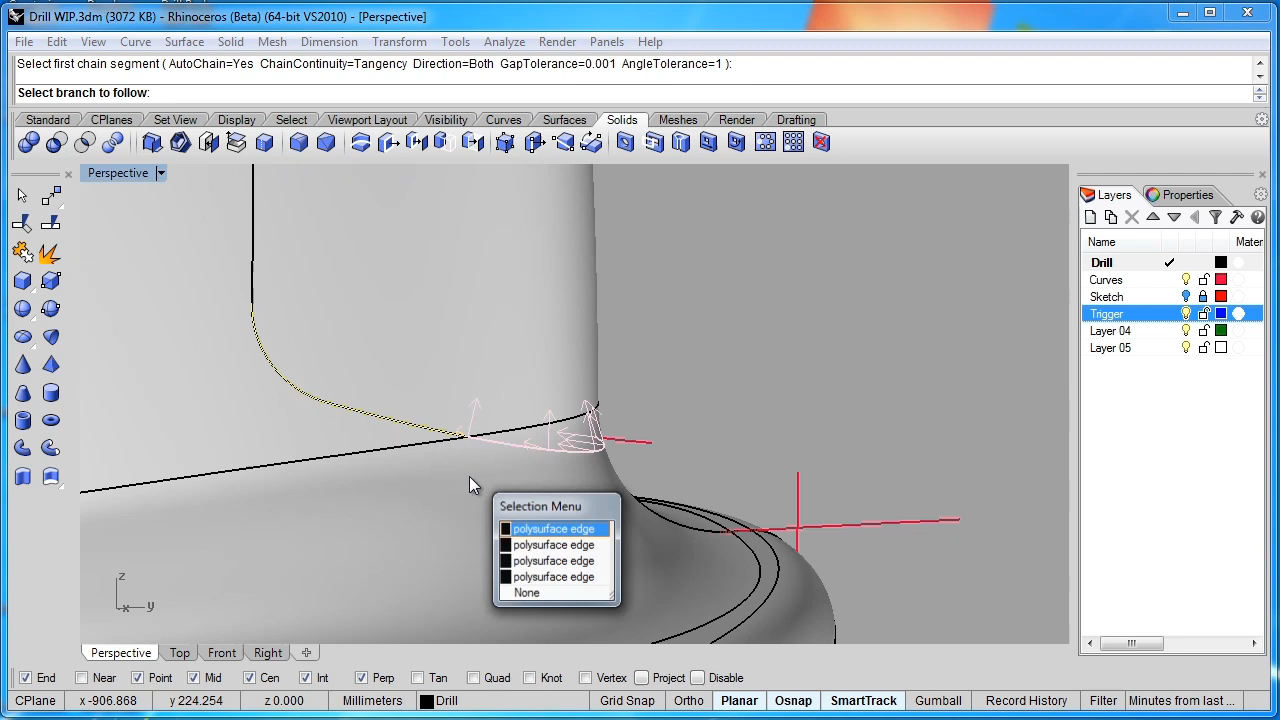 Drill WIP.3dm (3072 KB) - Rhinoceros (Beta) (64-bit VS2010) - [Perspective]
File Edit View Curve Surface Solid Mesh Dimension Transform Tools Analyze Render Panels Help
Select first chain segment ( AutoChain=Yes ChainContinuity=Tangency Direction=Both GapTolerance=0.001 AngleTolerance=1 ):
Select branch to follow:
Standard CPlanes Set View Display Select Viewport Layout Visibility Curves Surfaces Solids Meshes Render Drafting
Perspective
Layers Properties
Name Mater
Drill
Curves
Sketch
Trigger
Layer 04
Layer 05
Selection Menu
polysurface edge
polysurface edge
polysurface edge
polysurface edge
None
z
x y
Perspective Top Front Right
End Near Point Mid Cen Int Perp Tan Quad Knot Vertex Project Disable
CPlane x -906.868 y 224.254 z 0.000 Millimeters Drill Grid Snap Ortho Planar Osnap SmartTrack Gumball Record History Filter Minutes from last ...